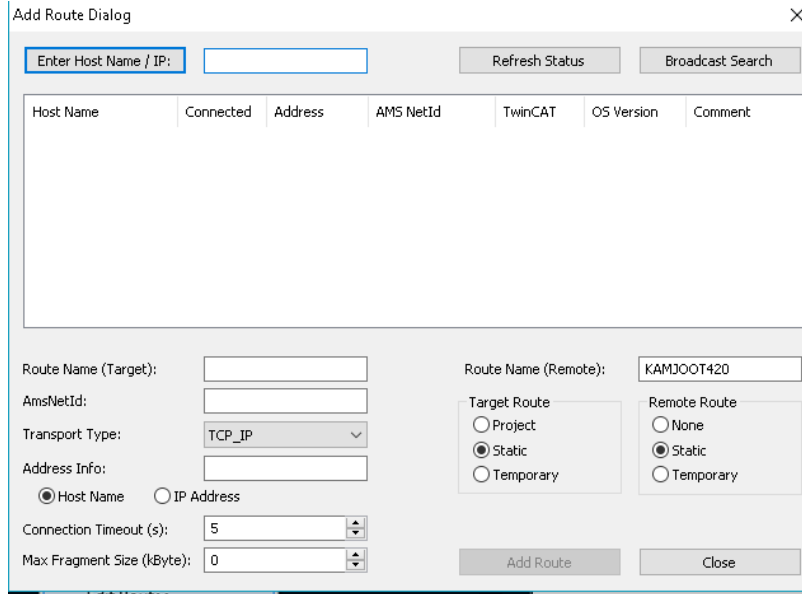 Add Route Dialog
Enter Host Name / IP: Refresh Status Broadcast Search
Host Name Connected Address AMS NetId TwinCAT OS Version Comment
Route Name (Target): Route Name (Remote): KAMJOOT420
AmsNetId: Target Route Remote Route
Project None
Transport Type: TCP_IP
Static Static
Address Info: Temporary Temporary
Host Name IP Address
Connection Timeout (s): 5
Max Fragment Size (kByte): 0 Add Route Close